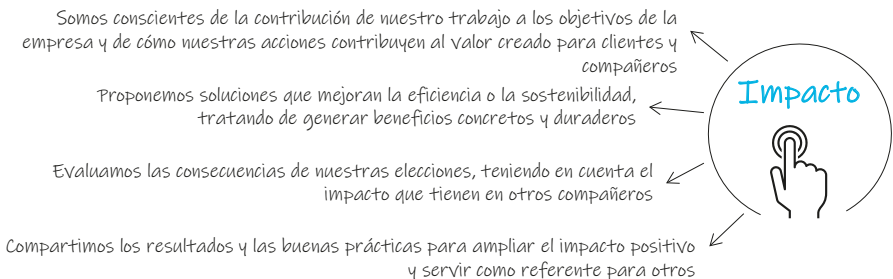 Somos conscientes de la contribución de nuestro trabajo a los objetivos de la
empresa y de cómo nuestras acciones contribuyen al valor creado para clientes y
compañeros
Impacto
Proponemos soluciones que mejoran la eficiencia o la sostenibilidad,
tratando de generar beneficios concretos y duraderos
Evaluamos las consecuencias de nuestras elecciones, teniendo en cuenta el
impacto que tienen en otros compañeros
Compartimos los resultados y las buenas prácticas para ampliar el impacto positivo
y servir como referente para otros